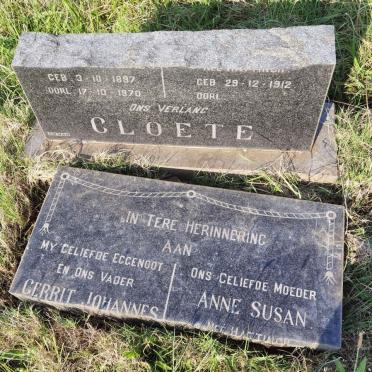 GEB. 3-10-1897
OORL. 17-10-1970
GEB. 29-12-1912
OORL.
ONS VERLANG
CLOETE
IN TERE HERINNERING
AAN
MY GELIEFDE EGGENOOT
EN ONS VADER
GERRIT JOHANNES
ONS GELIEFDE MOEDER
ANNE SUSAN